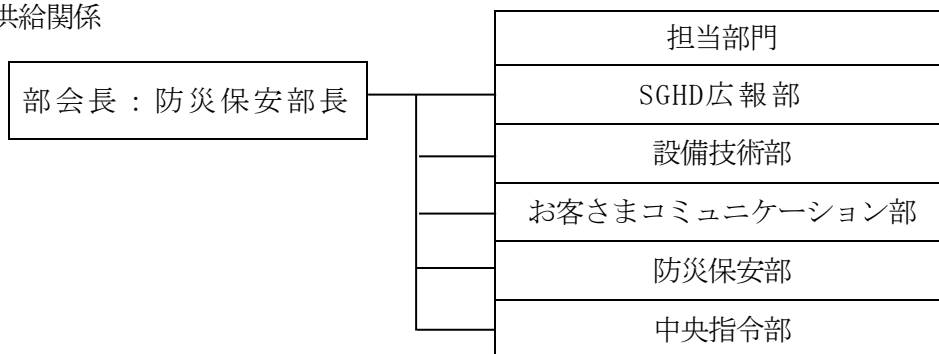 供給関係
担当部門
部会長：防災保安部長
SGHD広報部
設備技術部
お客さまコミュニケーション部
防災保安部
中央指令部